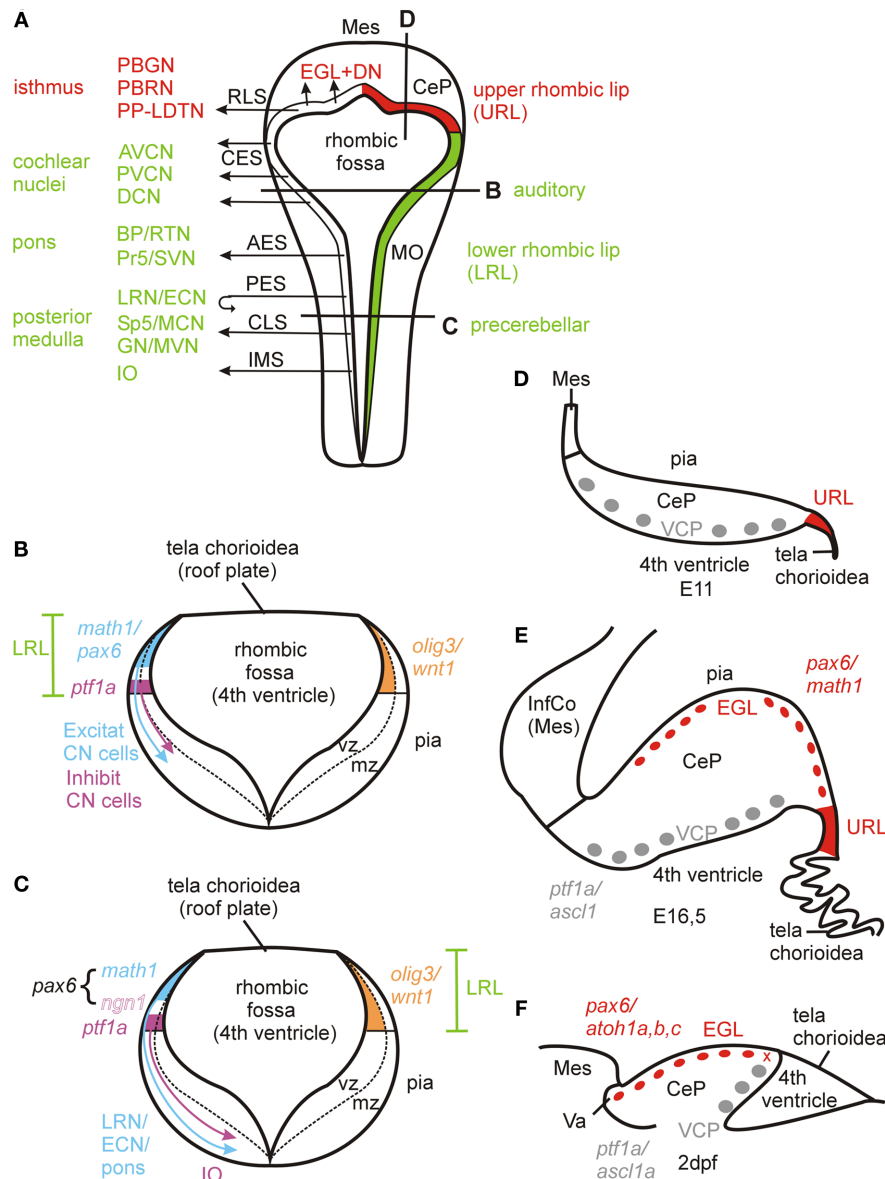 A
Mes
D
isthmus
PBGN
PBRN
PP-LDTN
RLS
EGL+DN
CeP
upper rhombic lip
(URL)
rhombic
fossa
cochlear
nuclei
AVCN
PVCN
DCN
CES
B
auditory
pons
BP/RTN
Pr5/SVN
AES
MO
lower rhombic lip
(LRL)
posterior
medulla
LRN/ECN
Sp5/MCN
GN/MVN
IO
PES
CLS
IMS
C
precerebellar
D
Mes
pia
CeP
VCP
URL
4th ventricle
E11
tela
chorioidea
B
tela chorioidea
(roof plate)
LRL
math1/
pax6
ptf1a
rhombic
fossa
(4th ventricle)
olig3/
wnt1
Excitat
CN cells
Inhibit
CN cells
vz
mz
pia
E
InfCo
(Mes)
pia
EGL
pax6/
math1
CeP
VCP
URL
4th ventricle
ptf1a/
ascl1
E16,5
tela
chorioidea
C
tela chorioidea
(roof plate)
pax6
{
math1
ngn1
ptf1a
rhombic
fossa
(4th ventricle)
olig3/
wnt1
LRL
vz
mz
pia
LRN/
ECN/
pons
IO
F
pax6/
atoh1a,b,c
EGL
tela
chorioidea
x
Mes
CeP
4th
ventricle
Va
VCP
ptf1a/
ascl1a
2dpf